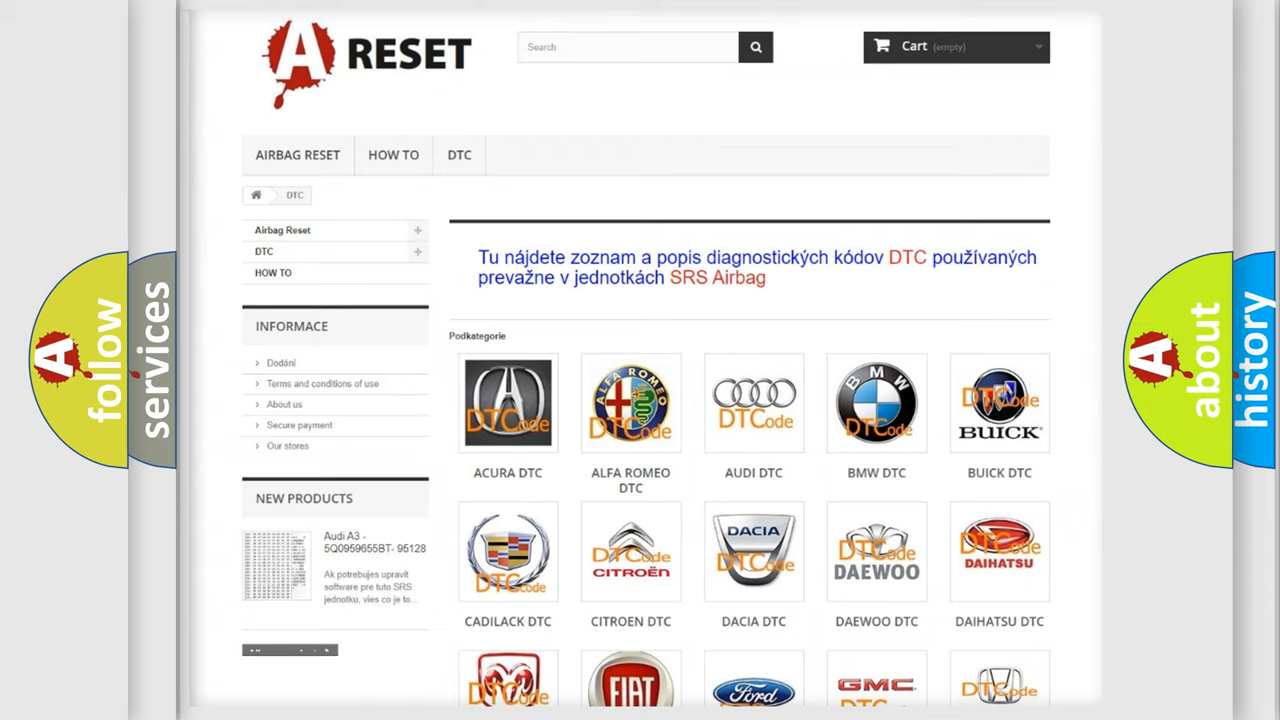 A RESET
Search
Cart (empty)
AIRBAG RESET
HOW TO
DTC
DTC
Airbag Reset
DTC
HOW TO
Tu nájdete zoznam a popis diagnostických kódov DTC používaných
prevažne v jednotkách SRS Airbag
INFORMACE
Dodání
Terms and conditions of use
About us
Secure payment
Our stores
NEW PRODUCTS
Audi A3 -
5Q0959655BT- 95128
Ak potrebujes upravit
software pre tuto SRS
jednotku, vies co je to...
Podkategorie
DTCode
ALFA ROMEO
DTCode
DTCode
BMW
DTCode
DTCode
BUICK
ACURA DTC
ALFA ROMEO
DTC
AUDI DTC
BMW DTC
BUICK DTC
DTCode
DTCode
CITROËN
DACIA
DTCode
DTCode
DAEWOO
DTCode
DAIHATSU
CADILACK DTC
CITROEN DTC
DACIA DTC
DAEWOO DTC
DAIHATSU DTC
DTCode
FIAT
Ford
GMC
DTCode
A follow
services
A about
history